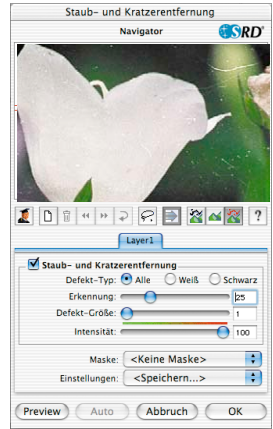 Staub- und Kratzerentfernung
Navigator
SRD
?
Layer1
Staub- und Kratzerentfernung
Defekt-Typ: Alle Weiß Schwarz
Erkennung: 25
Defekt-Größe: 1
Intensität: 100
Maske: <Keine Maske>
Einstellungen: <Speichern...>
Preview Auto Abbruch OK